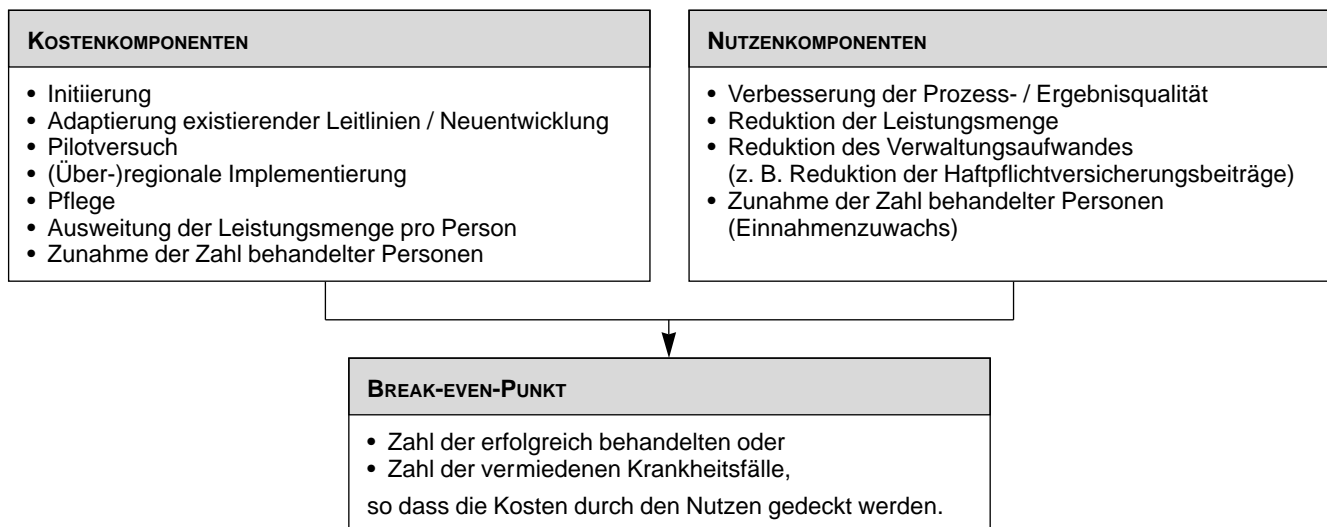 KOSTENKOMPONENTEN
• Initiierung
• Adaptierung existierender Leitlinien / Neuentwicklung
• Pilotversuch
• (Über-)regionale Implementierung
• Pflege
• Ausweitung der Leistungsmenge pro Person
• Zunahme der Zahl behandelter Personen
NUTZENKOMPONENTEN
• Verbesserung der Prozess- / Ergebnisqualität
• Reduktion der Leistungsmenge
• Reduktion des Verwaltungsaufwandes
(z. B. Reduktion der Haftpflichtversicherungsbeiträge)
• Zunahme der Zahl behandelter Personen
(Einnahmenzuwachs)
BREAK-EVEN-PUNKT
• Zahl der erfolgreich behandelten oder
• Zahl der vermiedenen Krankheitsfälle,
so dass die Kosten durch den Nutzen gedeckt werden.